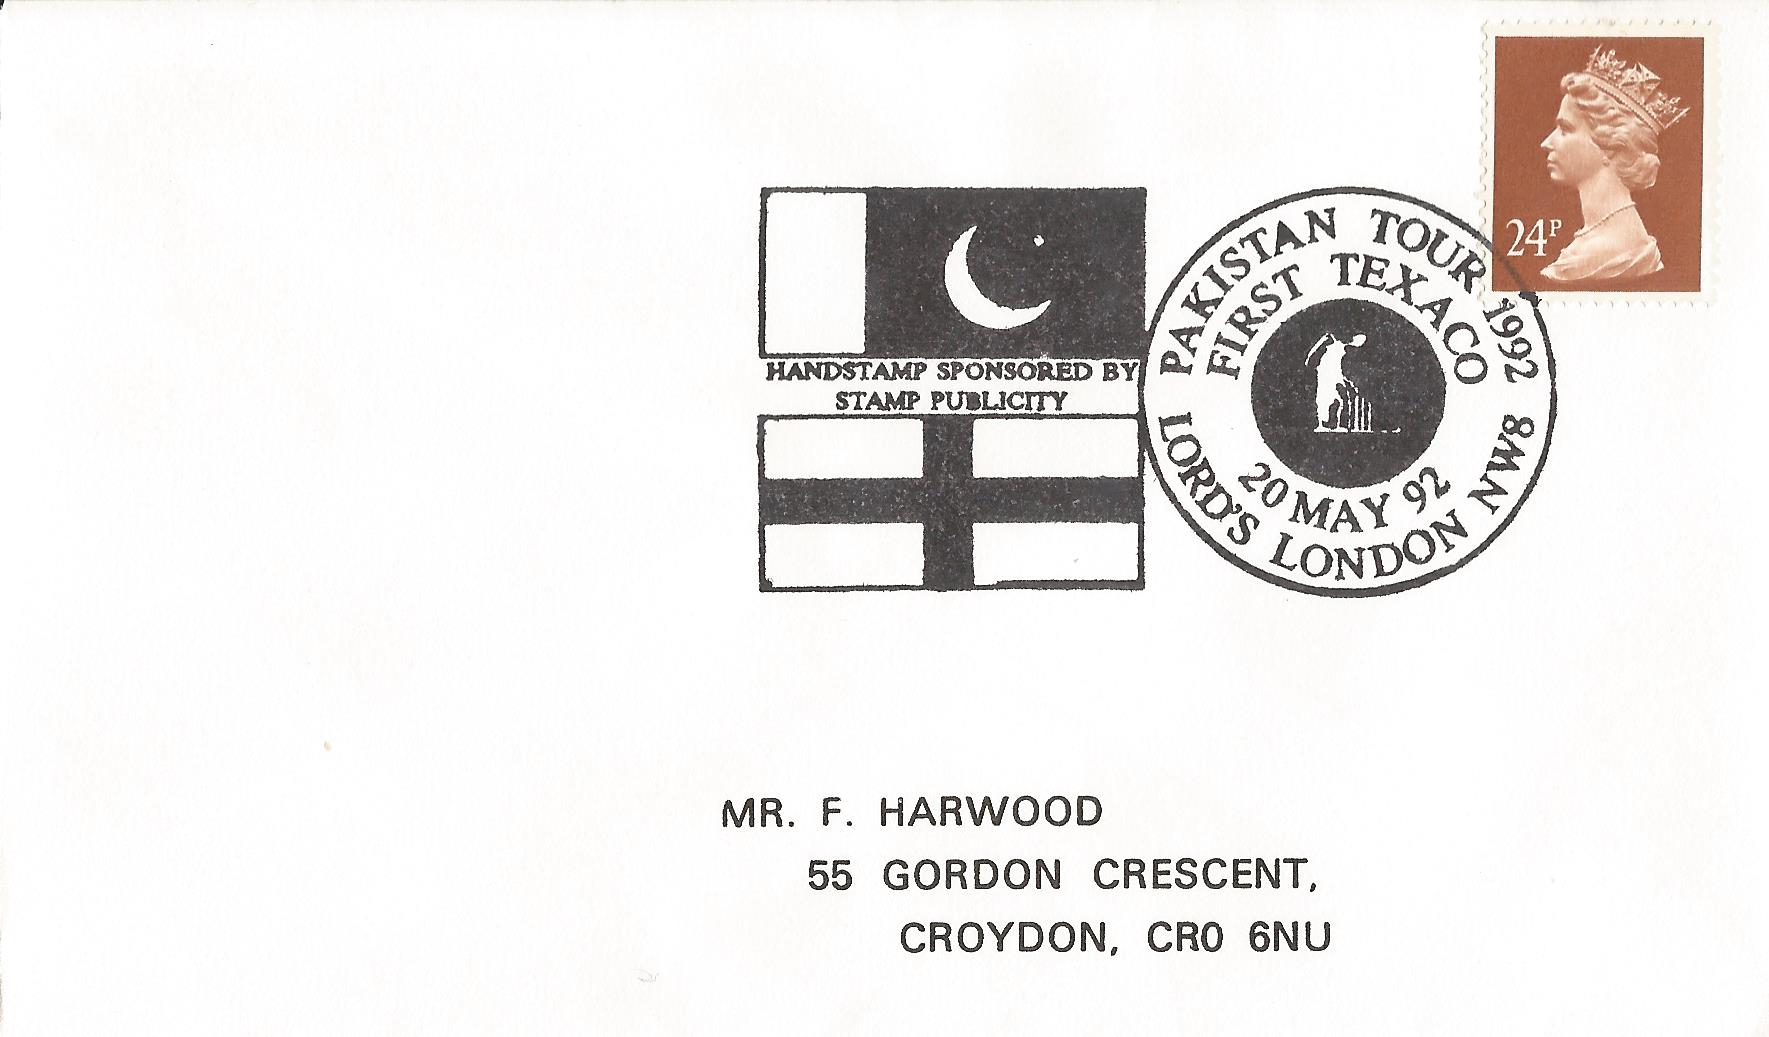 24P
PAKISTAN TOUR 1992
FIRST TEXACO
20 MAY 92
LORD'S LONDON NW8
HANDSTAMP SPONSORED BY
STAMP PUBLICITY
MR. F. HARWOOD
55 GORDON CRESCENT,
CROYDON, CR0 6NU